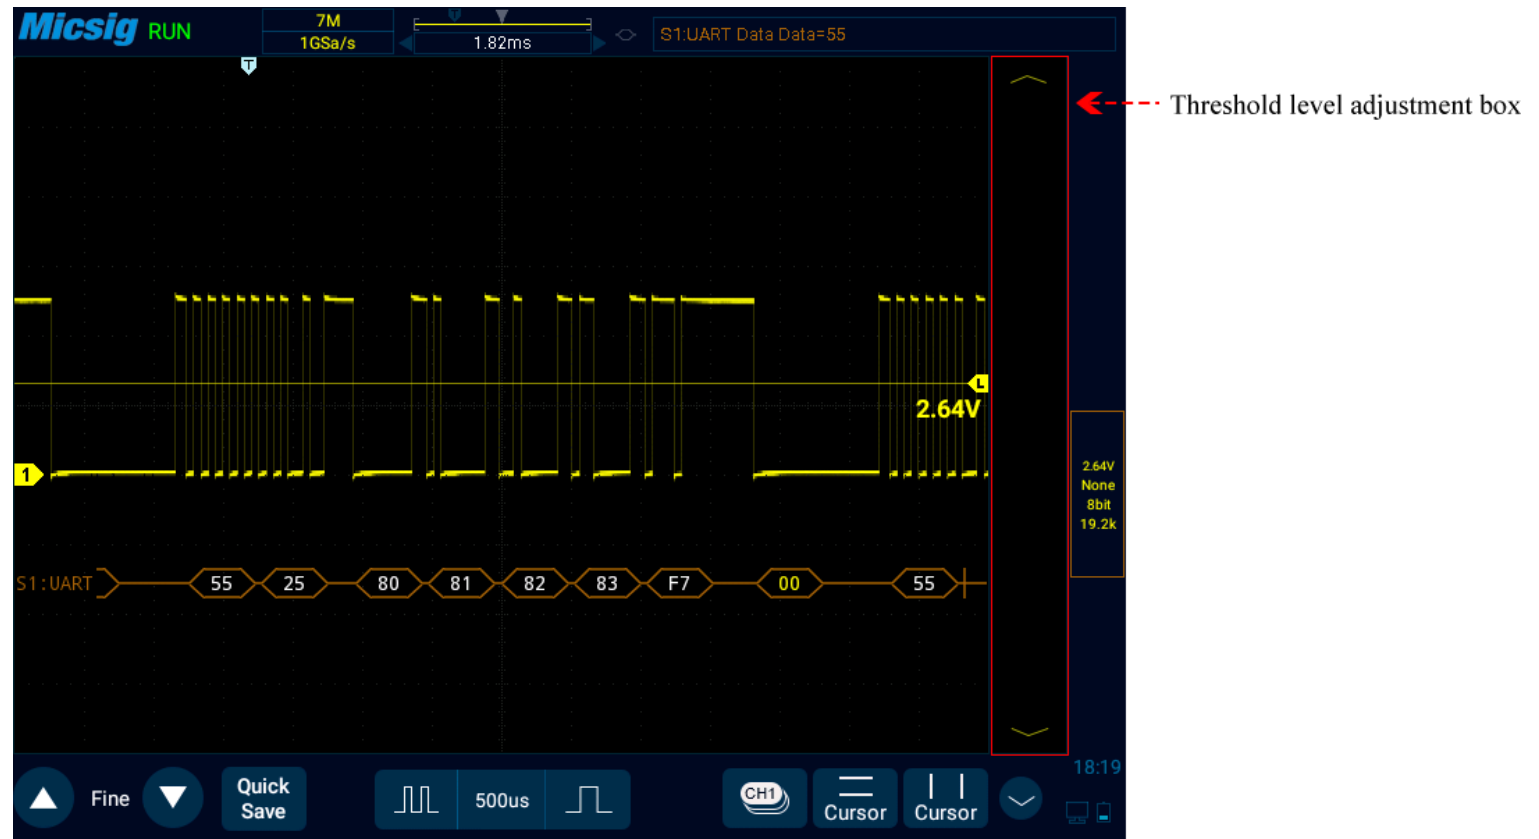 Micsig RUN
7M
1GSa/s
T
1.82ms
S1:UART Data Data=55
T
Threshold level adjustment box
L
2.64V
1
2.64V
None
8bit
19.2k
S1:UART 55 25 80 81 82 83 F7 00 55
Fine
Quick
Save
500us
CH1
Cursor
Cursor
18:19